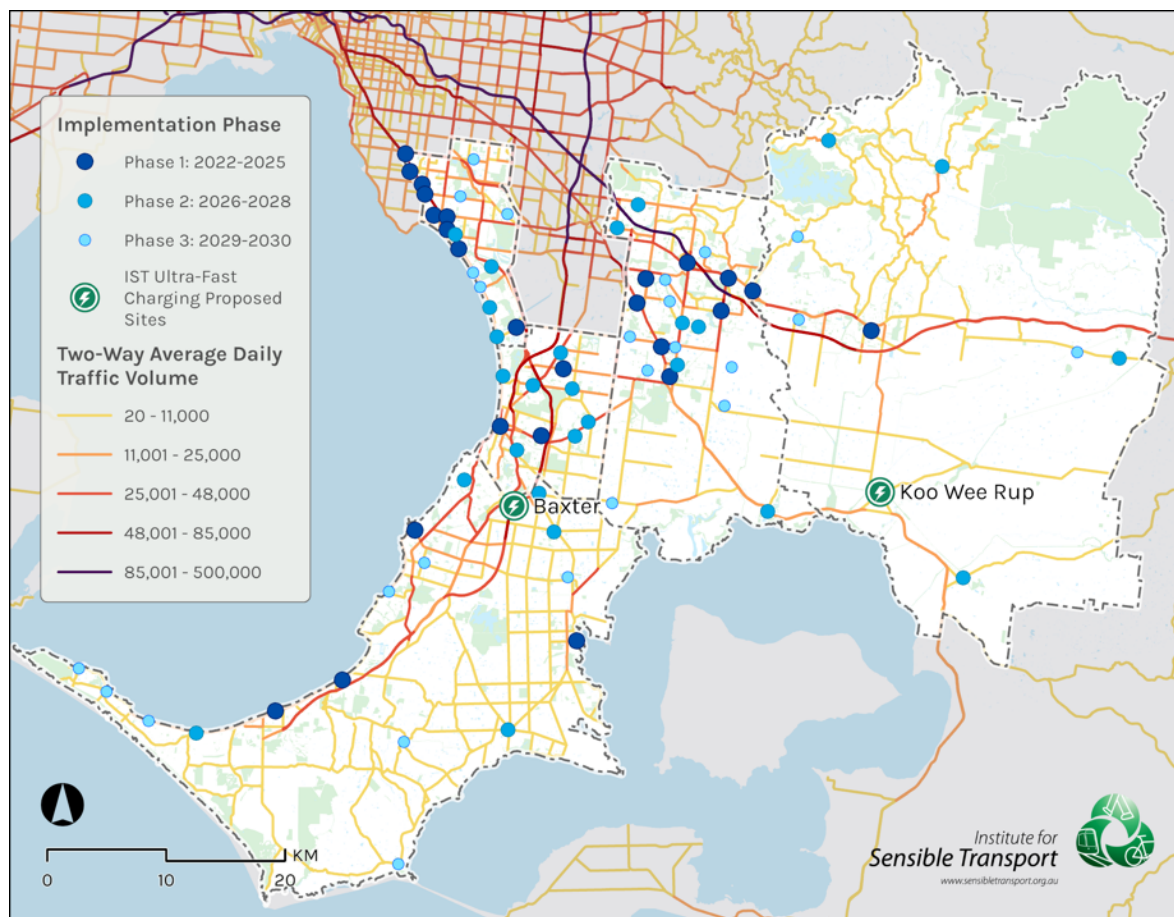 Implementation Phase
Phase 1: 2022-2025
Phase 2: 2026-2028
Phase 3: 2029-2030
IST Ultra-Fast
Charging Proposed
Sites
Two-Way Average Daily
Traffic Volume
20 - 11,000
11,001 - 25,000
25,001 - 48,000
48,001 - 85,000
85,001 - 500,000
Baxter
Koo Wee Rup
KM
0 10 20
Institute for
Sensible Transport
www.sensibletransport.org.au